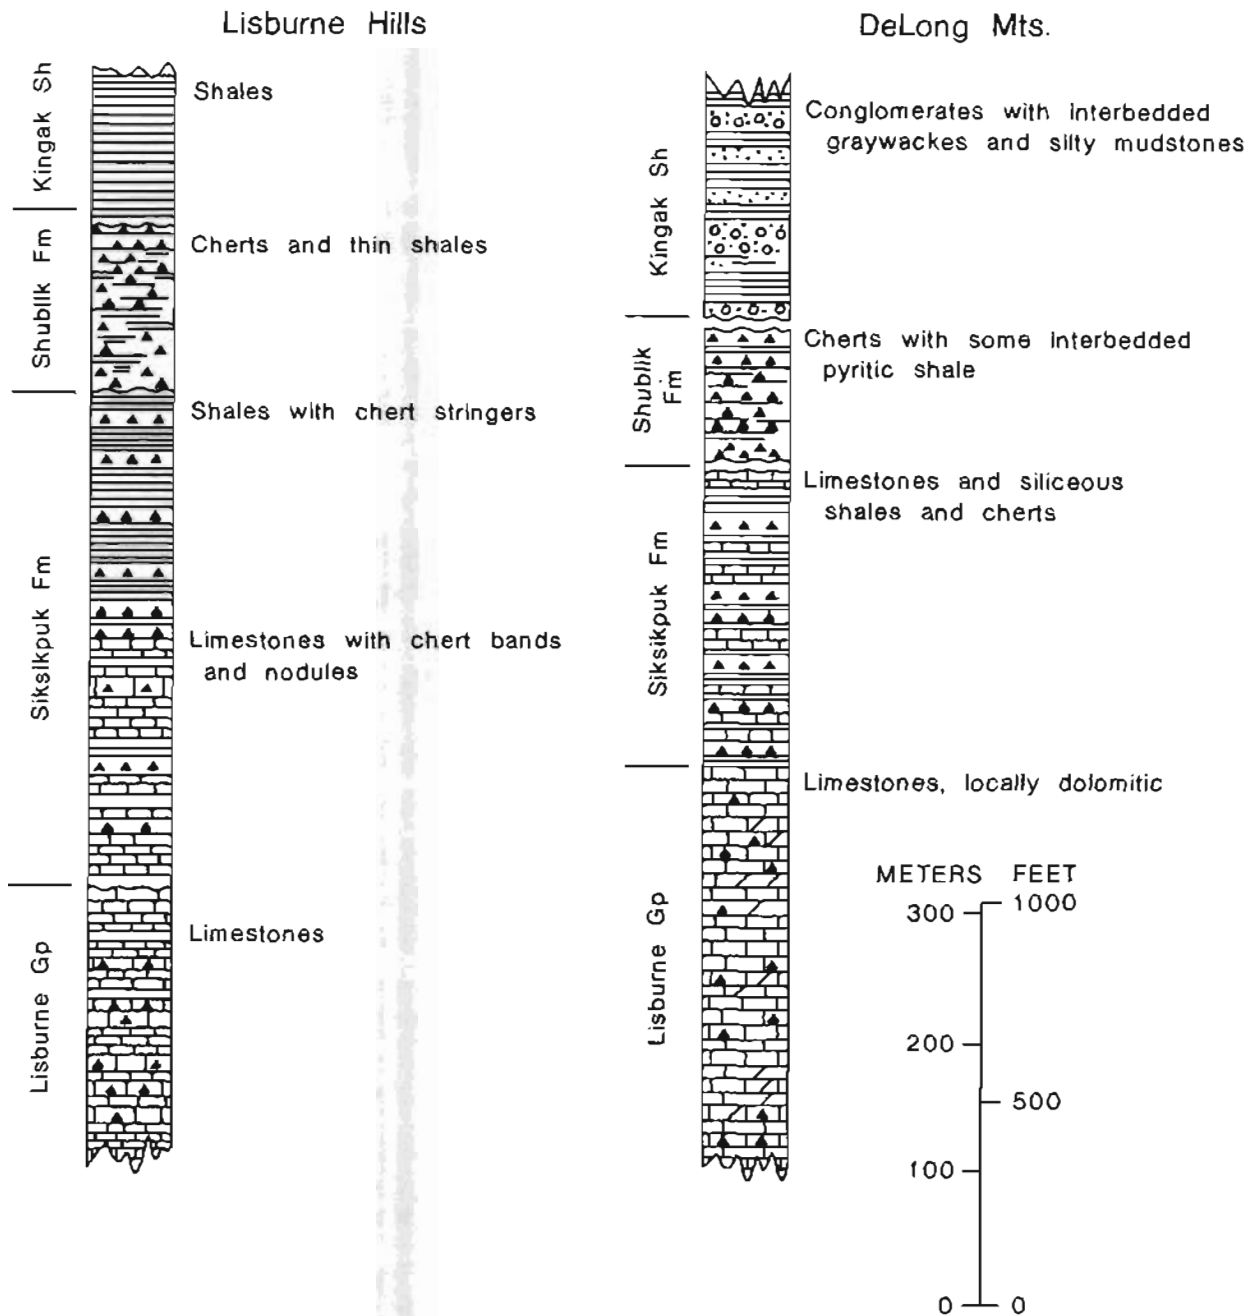 Lisburne Hills
Kingak Sh
Shublik Fm
Siksikpuk Fm
Lisburne Gp
Shales
Cherts and thin shales
Shales with chert stringers
Limestones with chert bands
and nodules
Limestones
DeLong Mts.
Kingak Sh
Shublik
Fm
Siksikpuk Fm
Lisburne Gp
Conglomerates with interbedded
graywackes and silty mudstones
Cherts with some interbedded
pyritic shale
Limestones and siliceous
shales and cherts
Limestones, locally dolomitic
METERS FEET
300 1000
200
500
100
0 0